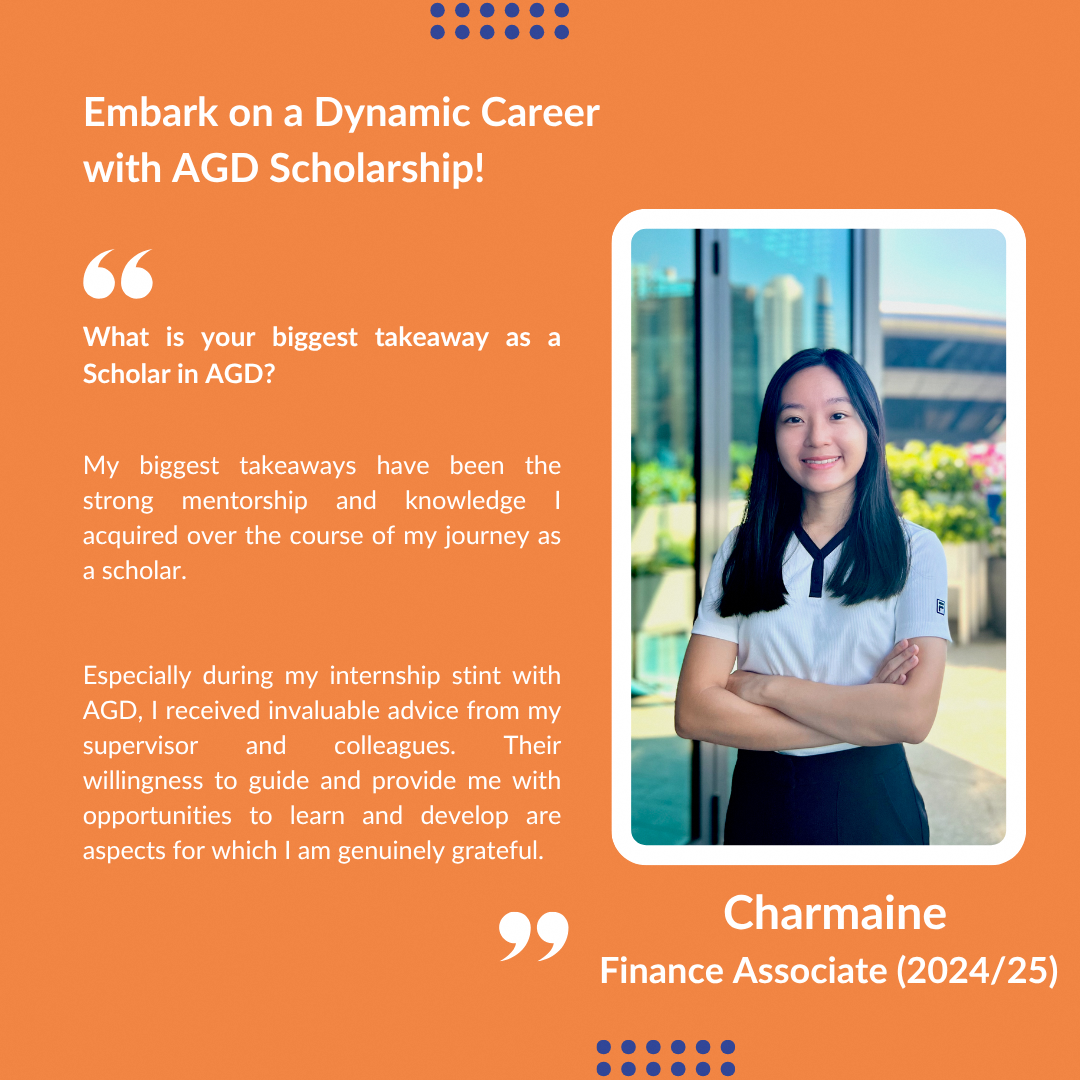 Embark on a Dynamic Career
with AGD Scholarship!
“
What is your biggest takeaway as a
Scholar in AGD?
My biggest takeaways have been the
strong mentorship and knowledge I
acquired over the course of my journey as
a scholar.
Especially during my internship stint with
AGD, I received invaluable advice from my
supervisor and colleagues. Their
willingness to guide and provide me with
opportunities to learn and develop are
aspects for which I am genuinely grateful.
”
Charmaine
Finance Associate (2024/25)